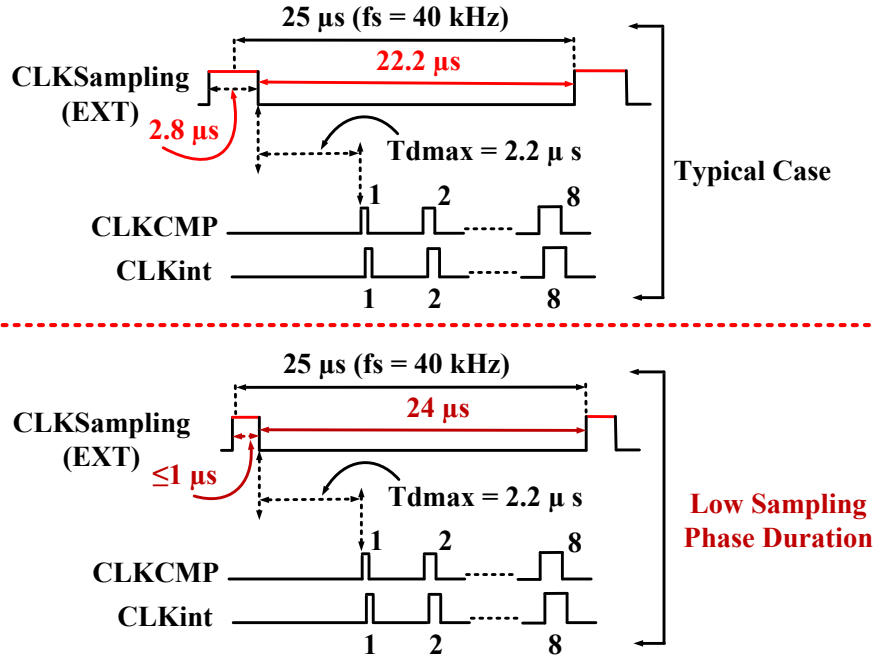 25 µs (fs = 40 kHz)
CLKSampling
(EXT)
22.2 µs
2.8 µs
Tdmax = 2.2 µ s
Typical Case
1 2 8
CLKCMP
CLKint
1 2 8
25 µs (fs = 40 kHz)
CLKSampling
(EXT)
24 µs
≤1 µs
Tdmax = 2.2 µ s
Low Sampling
Phase Duration
1 2 8
CLKCMP
CLKint
1 2 8